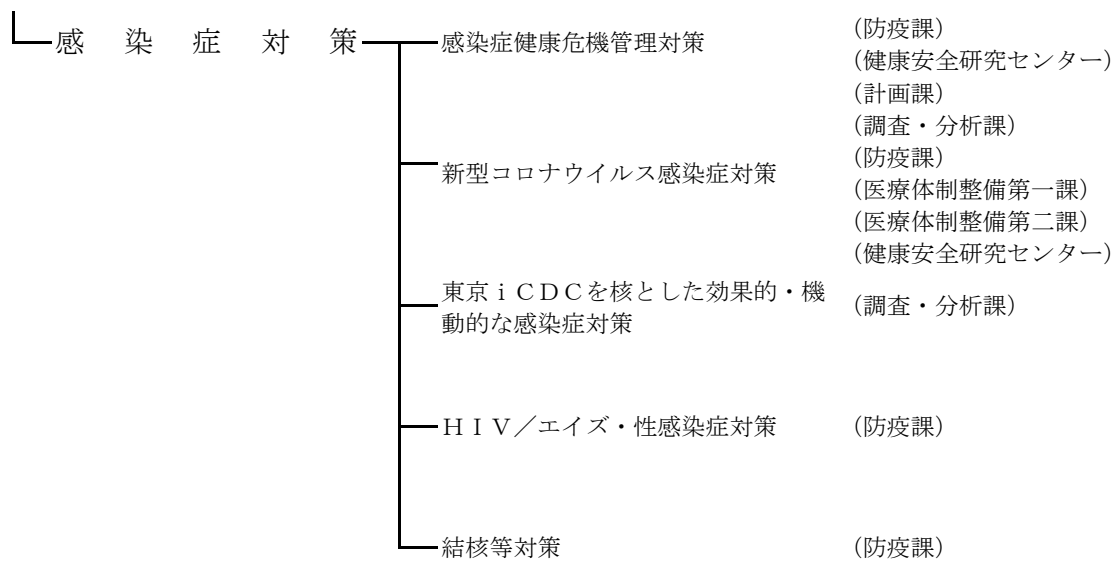 感染症対策
感染症健康危機管理対策
(防疫課)
(健康安全研究センター)
新型コロナウイルス感染症対策
(計画課)
(調査・分析課)
(防疫課)
(医療体制整備第一課)
(医療体制整備第二課)
(健康安全研究センター)
東京ｉＣＤＣを核とした効果的・機
動的な感染症対策
(調査・分析課)
ＨＩＶ／エイズ・性感染症対策
(防疫課)
結核等対策
(防疫課)